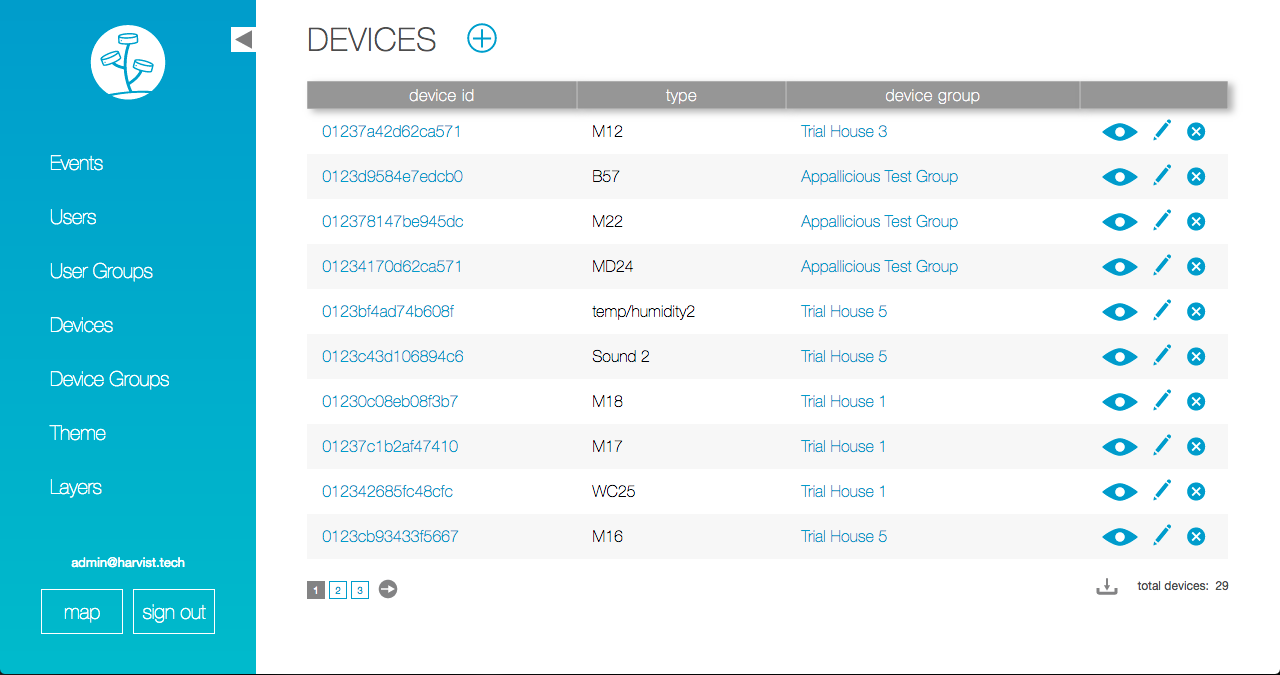 DEVICES
device id type device group
01237a42d62ca571 M12 Trial House 3
0123d9584e7edcb0 B57 Appallicious Test Group
012378147be945dc M22 Appallicious Test Group
01234170d62ca571 MD24 Appallicious Test Group
0123bf4ad74b608f temp/humidity2 Trial House 5
0123c43d106894c6 Sound 2 Trial House 5
01230c08eb08f3b7 M18 Trial House 1
01237c1b2af47410 M17 Trial House 1
012342685fc48cfc WC25 Trial House 1
0123cb93433f5667 M16 Trial House 5
1 2 3
total devices: 29
Events
Users
User Groups
Devices
Device Groups
Theme
Layers
admin@harvist.tech
map sign out